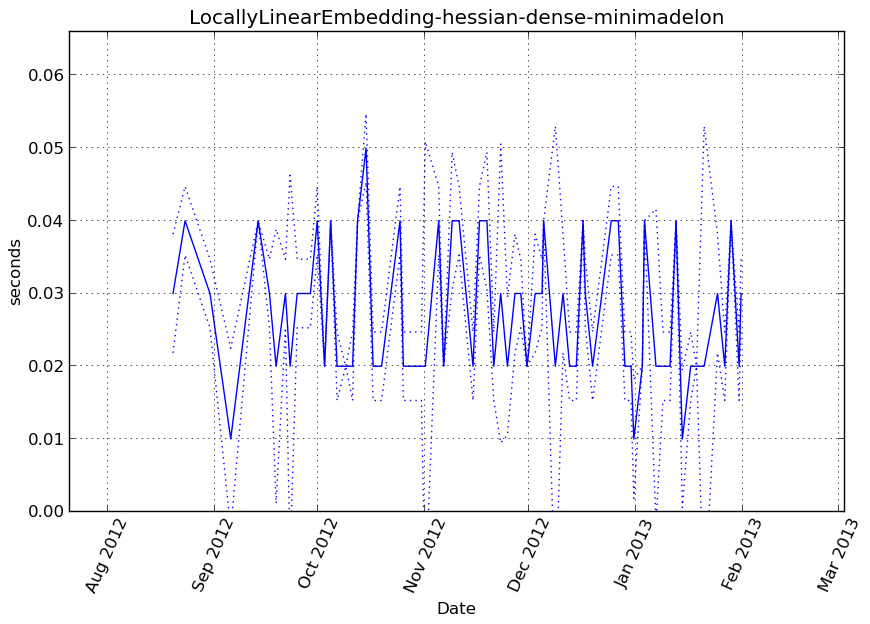 LocallyLinearEmbedding-hessian-dense-minimadelon
0.06
0.05
0.04
0.03
0.02
0.01
0.00
seconds
Aug 2012
Sep 2012
Oct 2012
Nov 2012
Dec 2012
Jan 2013
Feb 2013
Mar 2013
Date